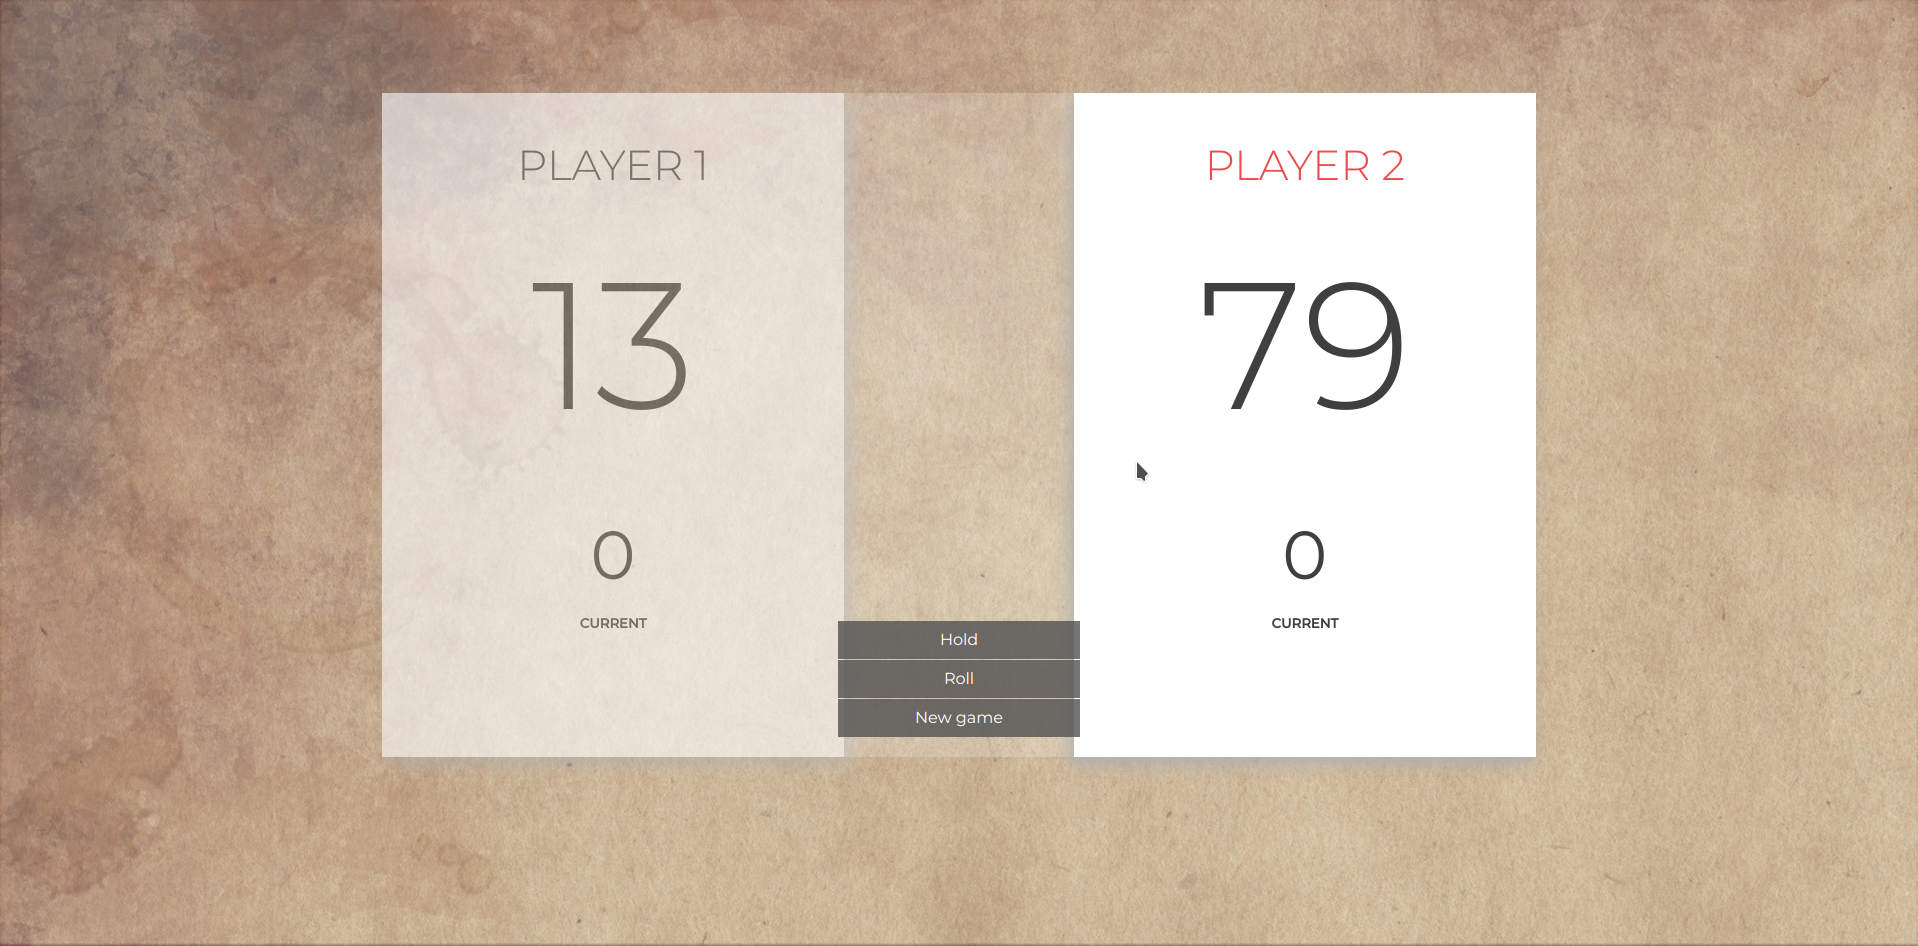 PLAYER 1
13
0
CURRENT
PLAYER 2
79
0
CURRENT
Hold
Roll
New game